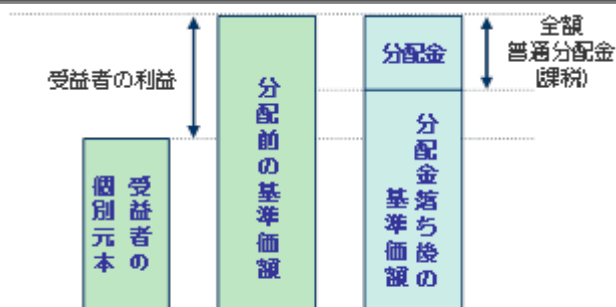 受益者の利益
受益者の
個別元本
分配前の基準価額
分配金
分配金落ち後の
基準価額
全額
普通分配金
(課税)